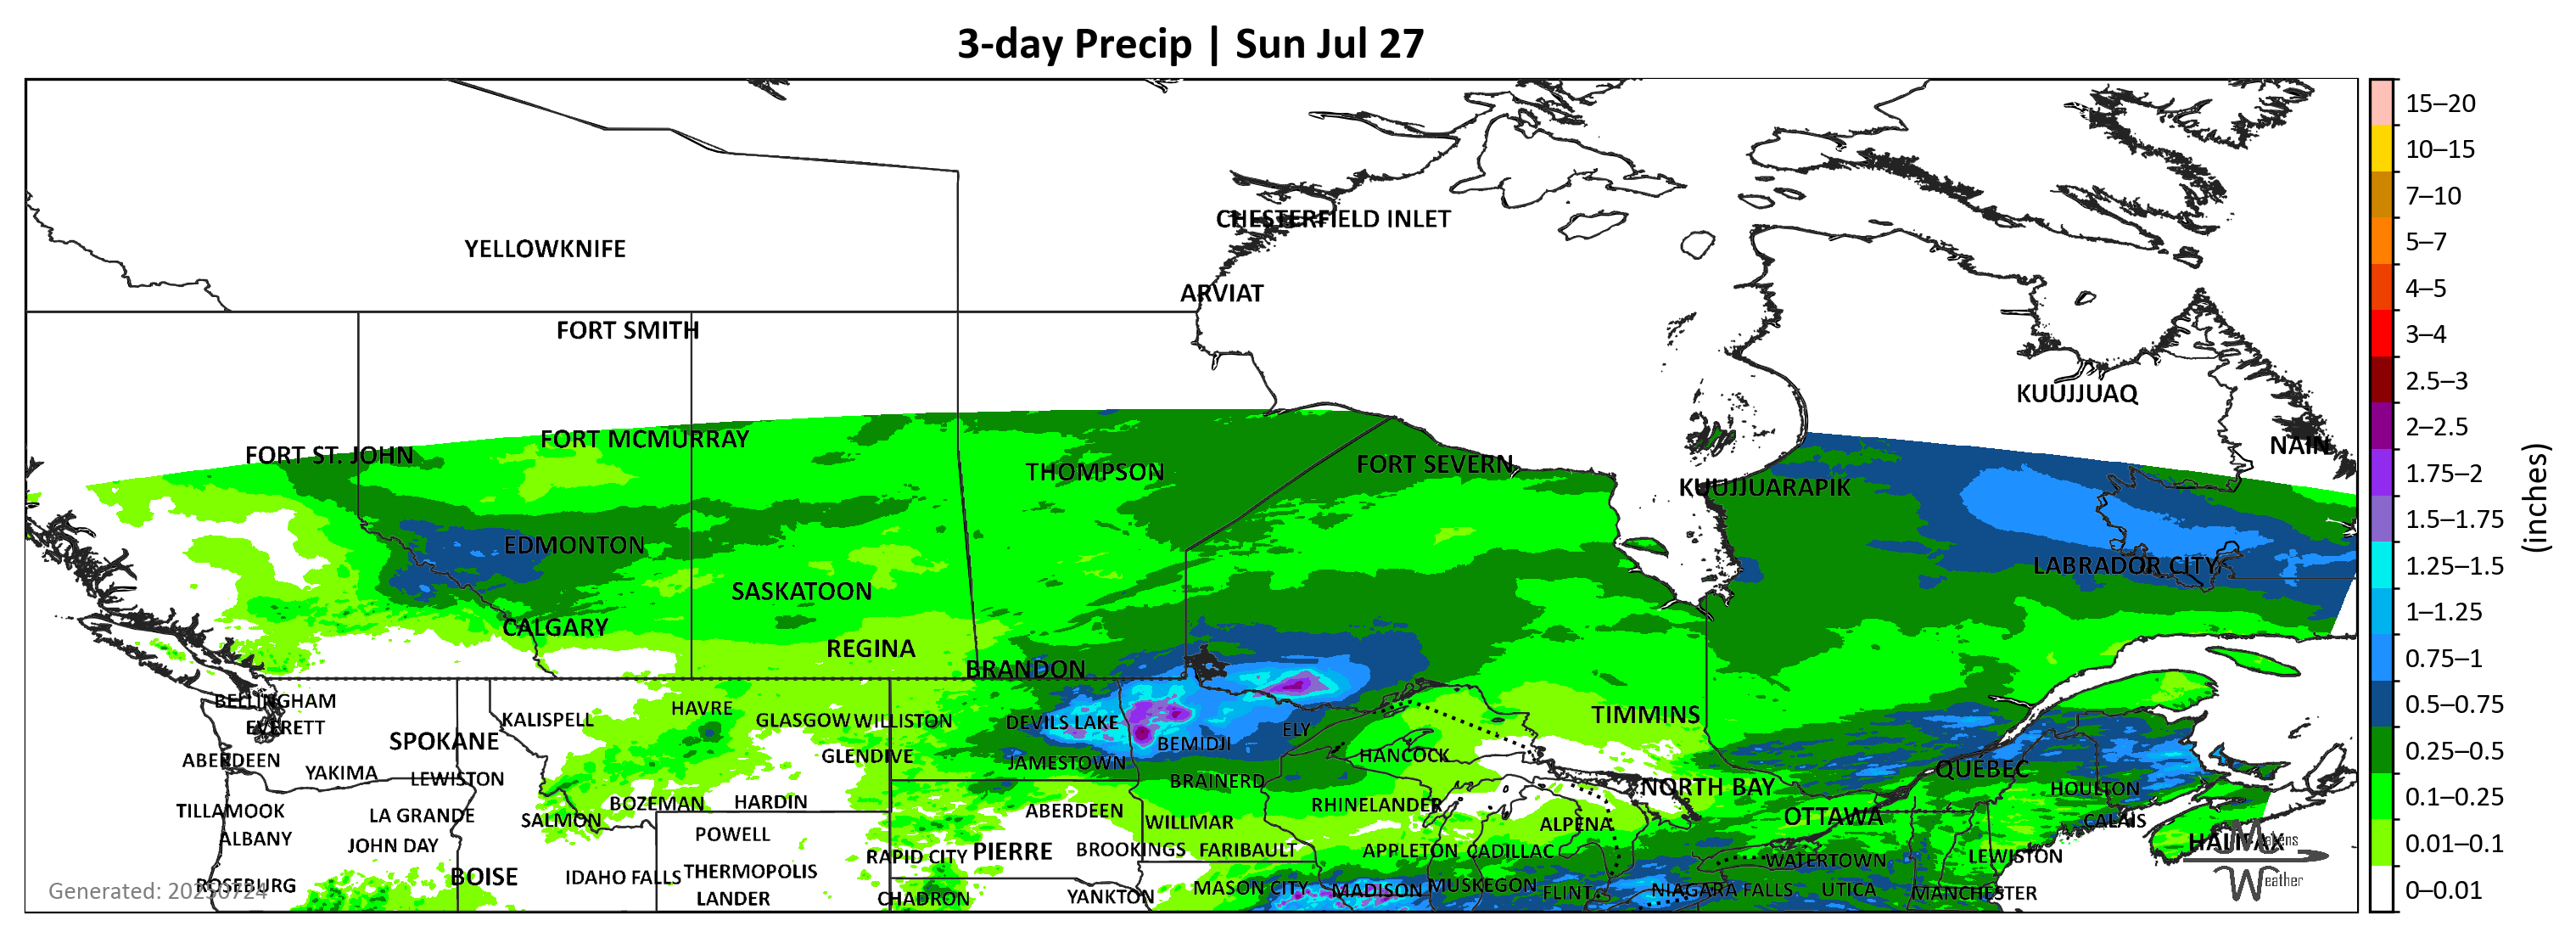 3-day Precip | Sun Jul 27
CHESTERFIELD INLET
YELLOWKNIFE
ARVIAT
FORT SMITH
KUUJJUAQ
FORT MCMURRAY
NAIN
FORT ST. JOHN
FORT SEVERN
THOMPSON
KUUJJUARAPIK
EDMONTON
LABRADOR CITY
SASKATOON
CALGARY
REGINA
BRANDON
BELLINGHAM
HAVRE
TIMMINS
KALISPELL
GLASGOW WILLISTON
DEVILS LAKE
EVERETT
ELY
SPOKANE
BEMIDJI
HANCOCK
GLENDIVE
ABERDEEN
JAMESTOWN
QUEBEC
YAKIMA
LEWISTON
BRAINERD
NORTH BAY
HOULTON
BOZEMAN
HARDIN
RHINELANDER
TILLAMOOK
LA GRANDE
SALMON
ABERDEEN
WILLMAR
ALPENA
OTTAWA
CALAIS
ALBANY
JOHN DAY
POWELL
HALIFAX
RAPID CITY
PIERRE
BROOKINGS
FARIBAULT
APPLETON
CADILLAC
WATERTOWN
LEWISTON
BOISE
IDAHO FALLS
THERMOPOLIS
ROSEBURG
MASON CITY
MADISON
MUSKEGON
FLINT
NIAGARA FALLS
UTICA
MANCHESTER
LANDER
CHADRON
YANKTON
Generated: 20250724
Weather
15–20
10–15
7–10
5–7
4–5
3–4
2.5–3
2–2.5
1.75–2
1.5–1.75
1.25–1.5
1–1.25
0.75–1
0.5–0.75
0.25–0.5
0.1–0.25
0.01–0.1
0–0.01
(inches)